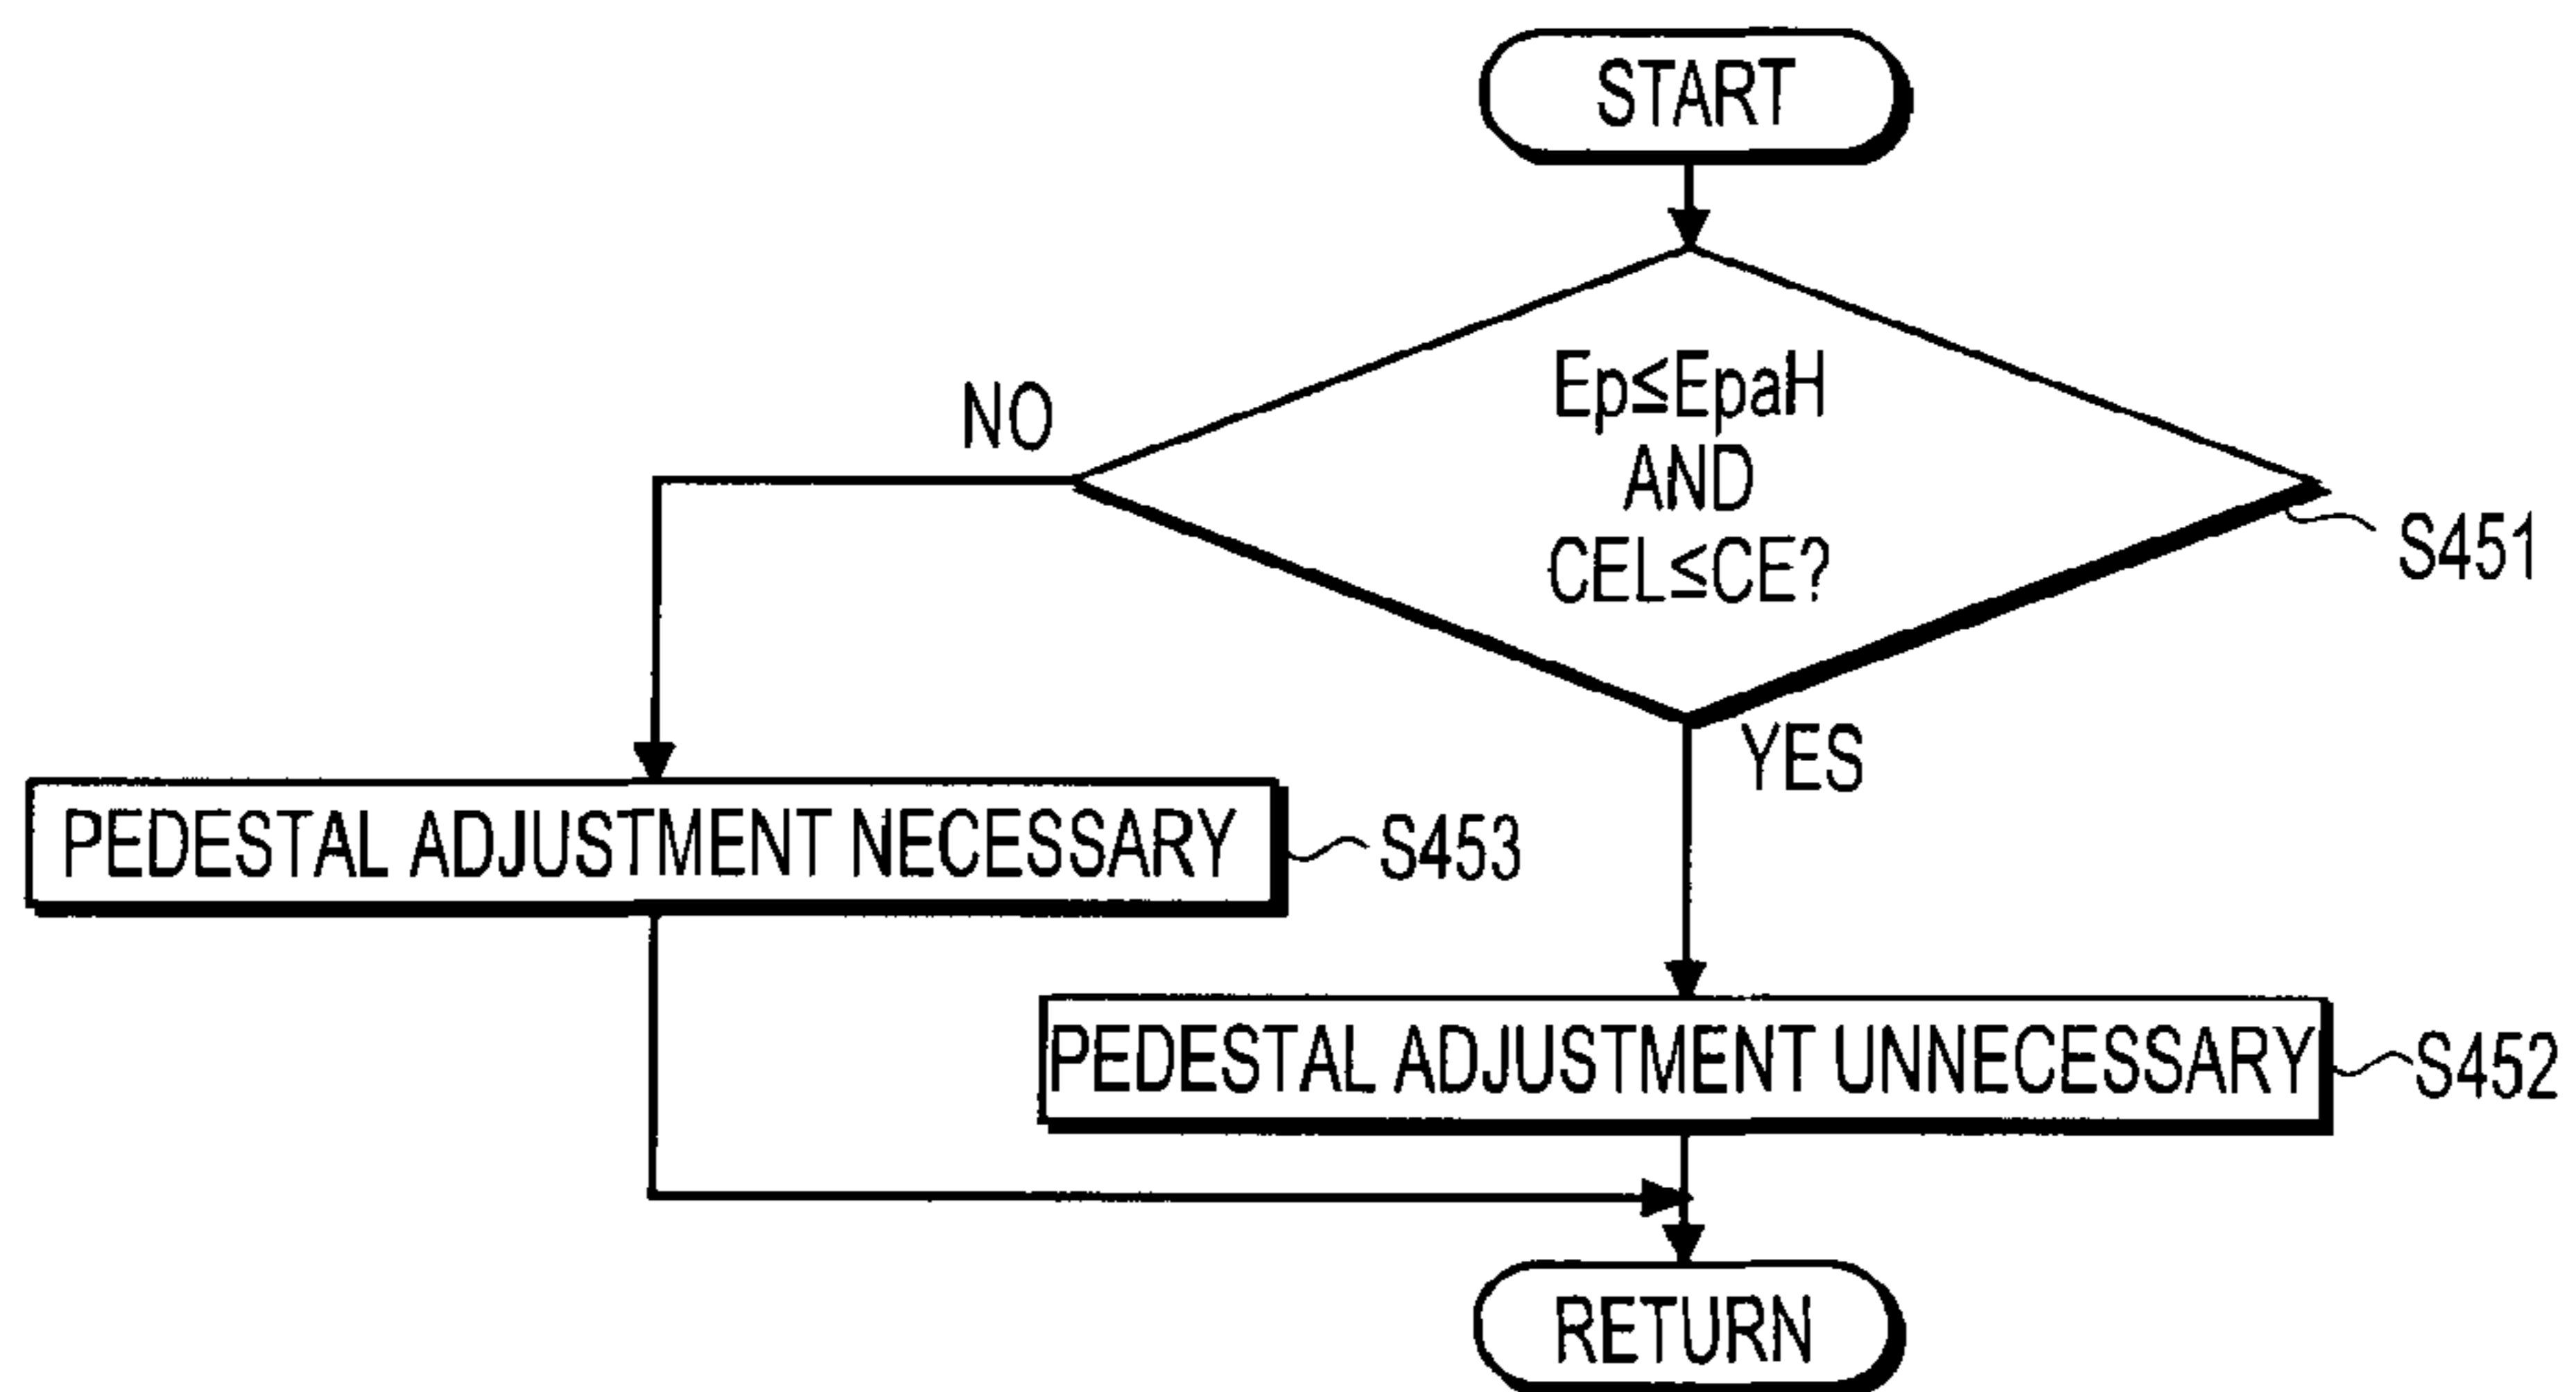 START
Ep≤EpaH
AND
CEL≤CE?
S451
NO
YES
PEDESTAL ADJUSTMENT NECESSARY
S453
PEDESTAL ADJUSTMENT UNNECESSARY
S452
RETURN